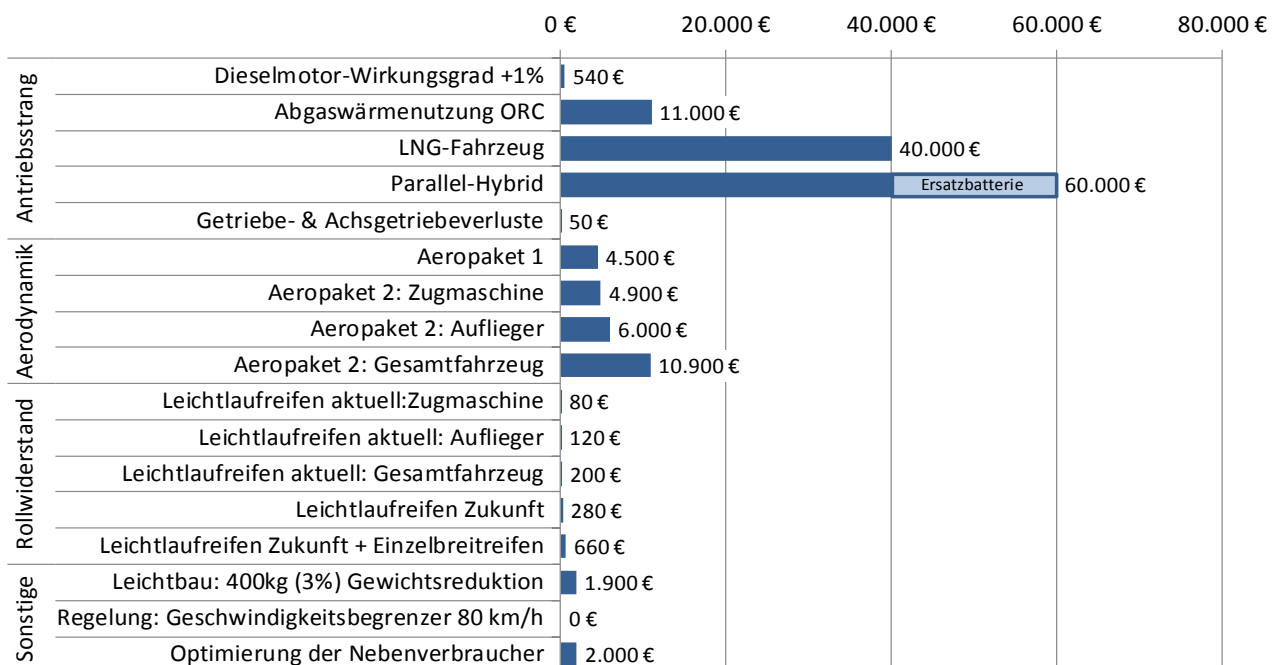 0 € 20.000 € 40.000 € 60.000 € 80.000 €
Antriebsstrang
Dieselmotor-Wirkungsgrad +1% 540 €
Abgaswärmenutzung ORC 11.000 €
LNG-Fahrzeug 40.000 €
Parallel-Hybrid Ersatzbatterie 60.000 €
Getriebe- & Achsgetriebeverluste 50 €
Aerodynamik
Aeropaket 1 4.500 €
Aeropaket 2: Zugmaschine 4.900 €
Aeropaket 2: Auflieger 6.000 €
Aeropaket 2: Gesamtfahrzeug 10.900 €
Rollwiderstand
Leichtlaufreifen aktuell:Zugmaschine 80 €
Leichtlaufreifen aktuell: Auflieger 120 €
Leichtlaufreifen aktuell: Gesamtfahrzeug 200 €
Leichtlaufreifen Zukunft 280 €
Leichtlaufreifen Zukunft + Einzelbreitreifen 660 €
Sonstige
Leichtbau: 400kg (3%) Gewichtsreduktion 1.900 €
Regelung: Geschwindigkeitsbegrenzer 80 km/h 0 €
Optimierung der Nebenverbraucher 2.000 €